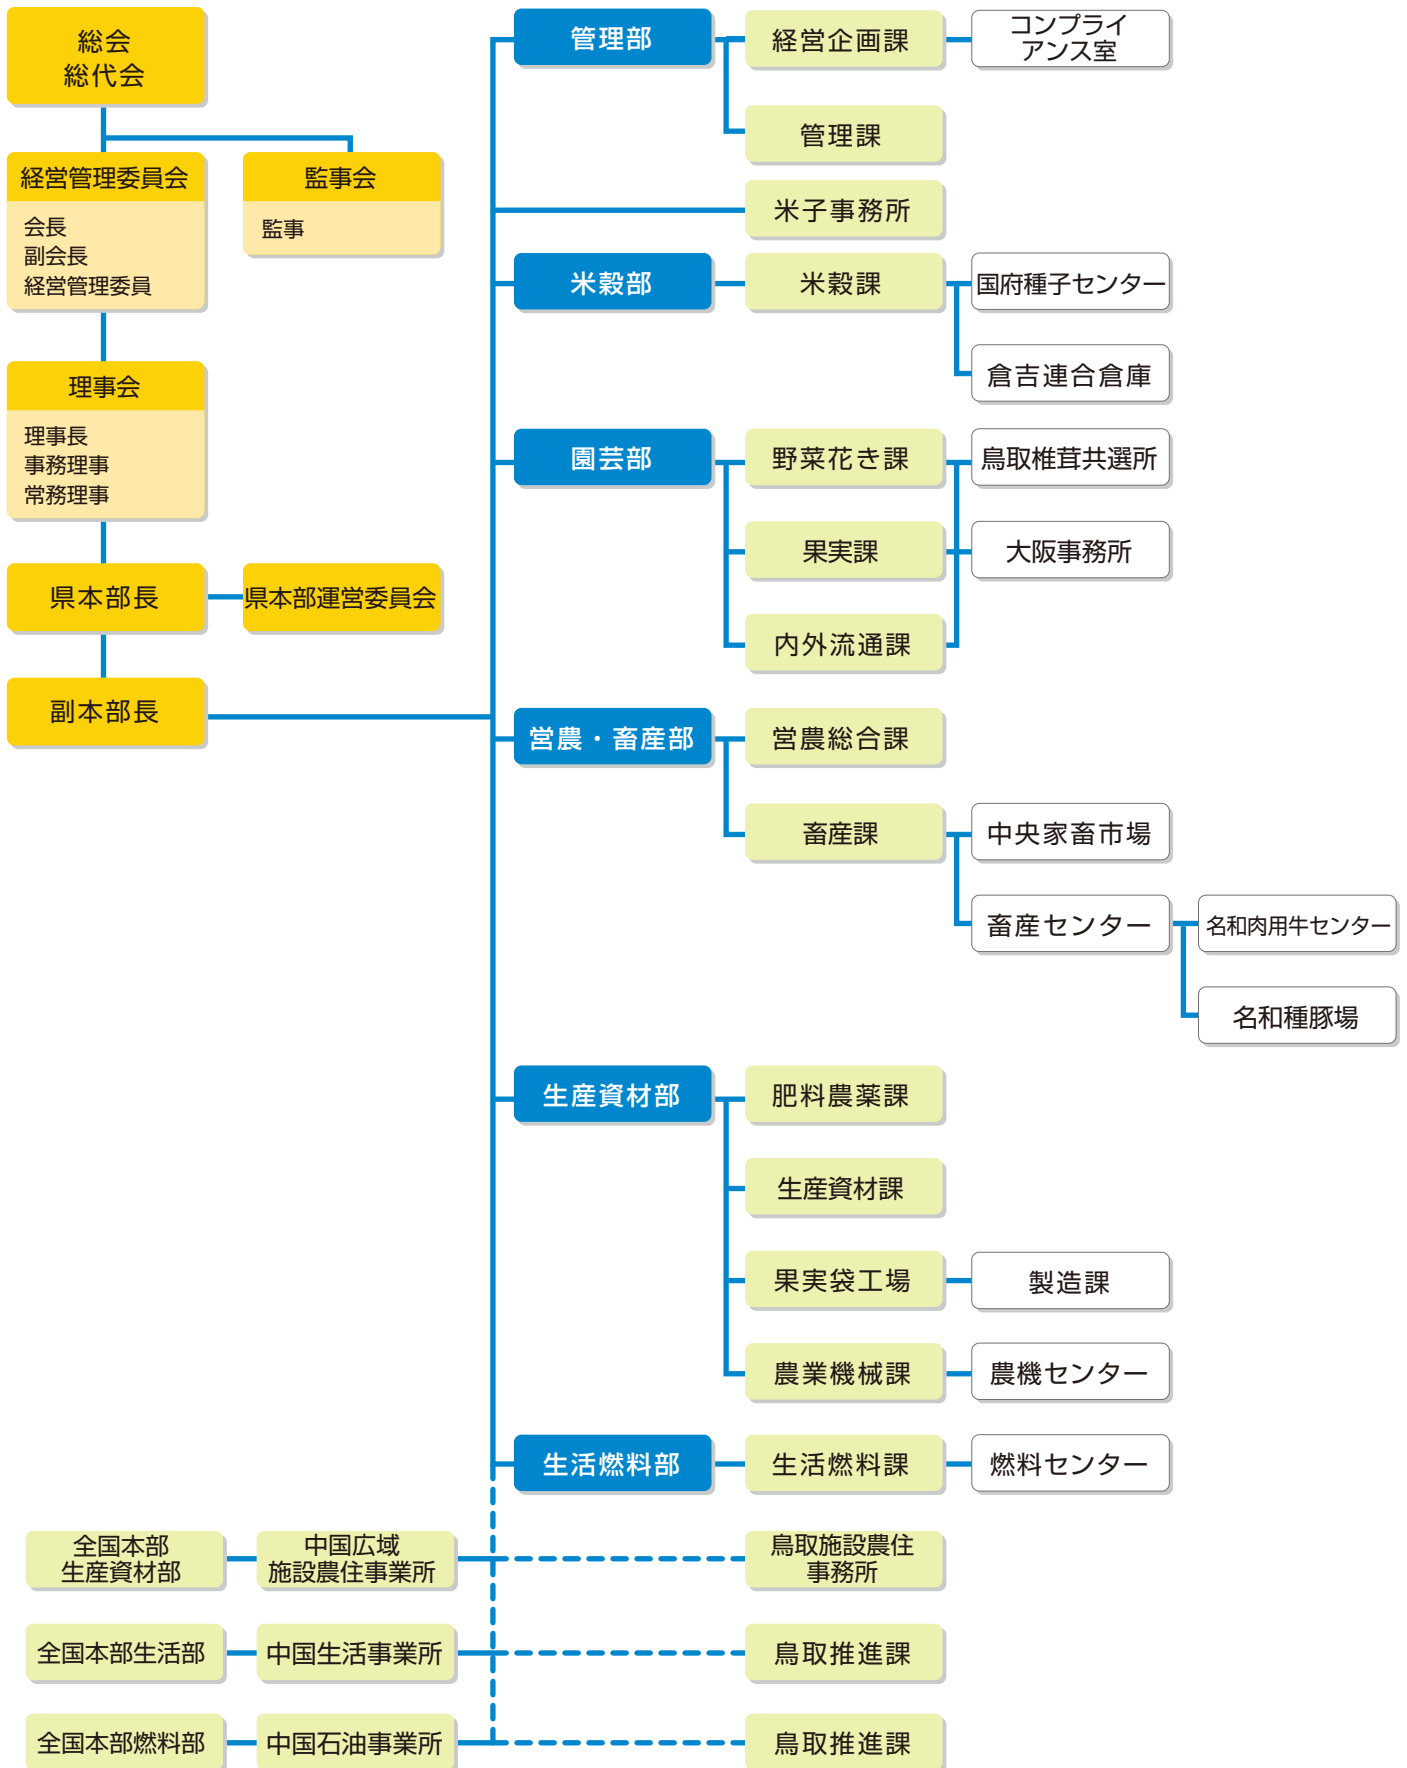 総会
総代会
経営管理委員会
会長
副会長
経営管理委員
監事会
監事
理事会
理事長
事務理事
常務理事
県本部長
県本部運営委員会
副本部長
管理部
経営企画課
コンプライ
アンス室
管理課
米子事務所
米穀部
米穀課
国府種子センター
倉吉連合倉庫
園芸部
野菜花き課
鳥取椎茸共選所
果実課
大阪事務所
内外流通課
営農・畜産部
営農総合課
畜産課
中央家畜市場
畜産センター
名和肉用牛センター
名和種豚場
生産資材部
肥料農薬課
生産資材課
果実袋工場
製造課
農業機械課
農機センター
生活燃料部
生活燃料課
燃料センター
全国本部
生産資材部
中国広域
施設農住事業所
鳥取施設農住
事務所
全国本部生活部
中国生活事業所
鳥取推進課
全国本部燃料部
中国石油事業所
鳥取推進課